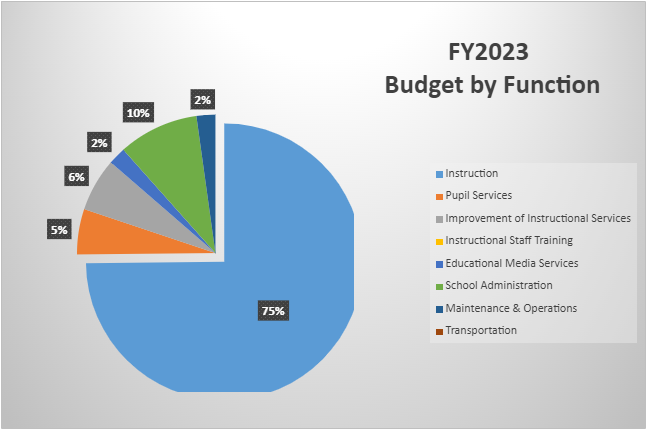 FY2023
Budget by Function
2%
10%
2%
6%
5%
75%
Instruction
Pupil Services
Improvement of Instructional Services
Instructional Staff Training
Educational Media Services
School Administration
Maintenance & Operations
Transportation